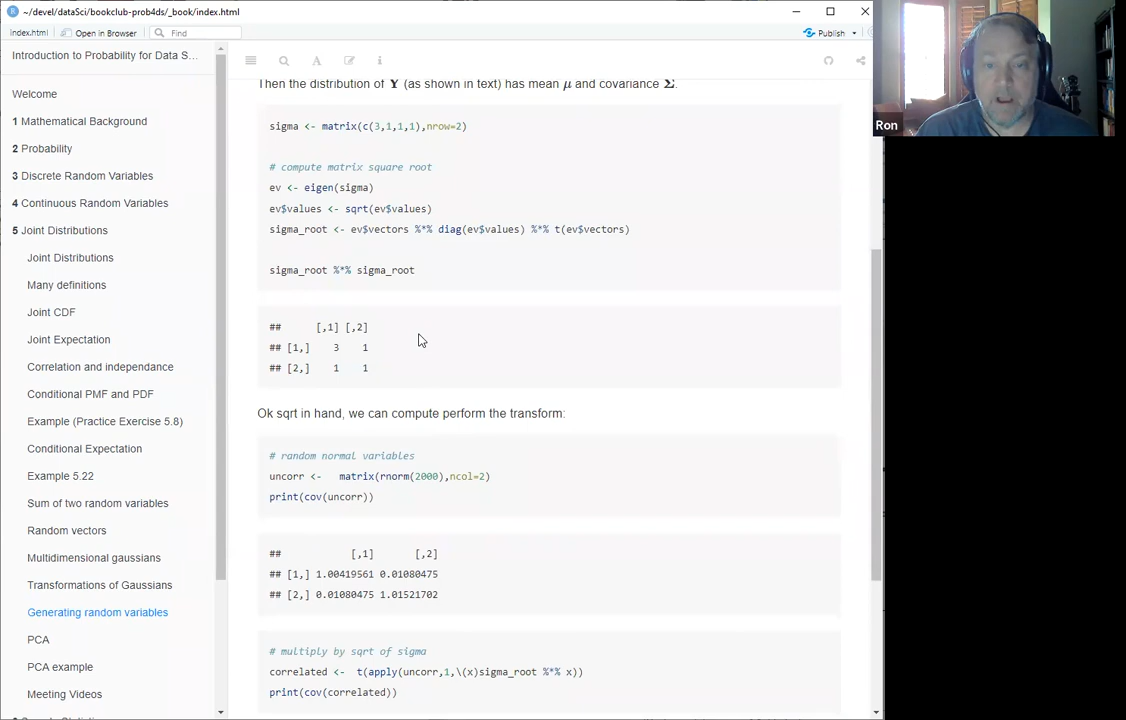 ~/devel/dataSci/bookclub-prob4ds/_book/index.html
index.html
Open in Browser
Find
Publish
Introduction to Probability for Data S...
Welcome
1 Mathematical Background
2 Probability
3 Discrete Random Variables
4 Continuous Random Variables
5 Joint Distributions
Joint Distributions
Many definitions
Joint CDF
Joint Expectation
Correlation and independance
Conditional PMF and PDF
Example (Practice Exercise 5.8)
Conditional Expectation
Example 5.22
Sum of two random variables
Random vectors
Multidimensional gaussians
Transformations of Gaussians
Generating random variables
PCA
PCA example
Meeting Videos
Then the distribution of Y (as shown in text) has mean μ and covariance Σ.
sigma <- matrix(c(3,1,1,1),nrow=2)
# compute matrix square root
ev <- eigen(sigma)
ev$values <- sqrt(ev$values)
sigma_root <- ev$vectors %*% diag(ev$values) %*% t(ev$vectors)
sigma_root %*% sigma_root
##      [,1] [,2]
## [1,]    3    1
## [2,]    1    1
Ok sqrt in hand, we can compute perform the transform:
# random normal variables
uncorr <-   matrix(rnorm(2000),ncol=2)
print(cov(uncorr))
##            [,1]       [,2]
## [1,] 1.00419561 0.01080475
## [2,] 0.01080475 1.01521702
# multiply by sqrt of sigma
correlated <-  t(apply(uncorr,1,\(x)sigma_root %*% x))
print(cov(correlated))
Ron